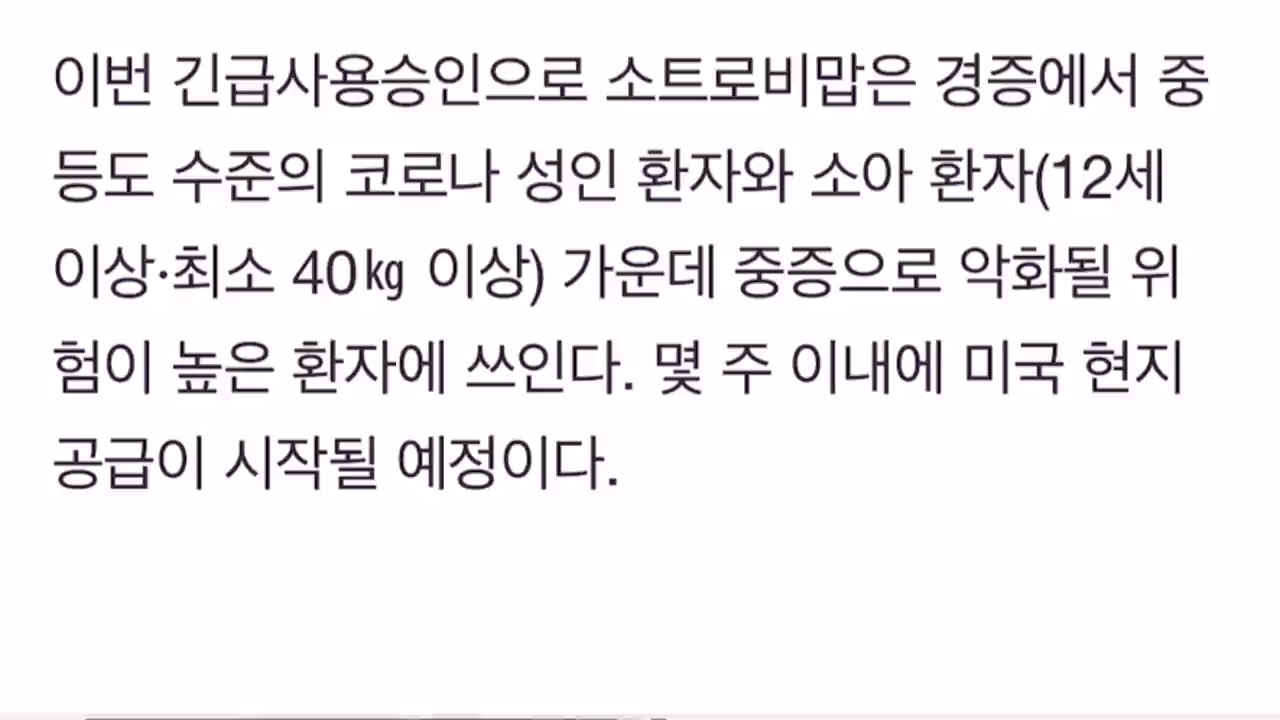 이번 긴급사용승인으로 소트로비맙은 경증에서 중
등도 수준의 코로나 성인 환자와 소아 환자(12세
이상·최소 40㎏ 이상) 가운데 중증으로 악화될 위
험이 높은 환자에 쓰인다. 몇 주 이내에 미국 현지
공급이 시작될 예정이다.